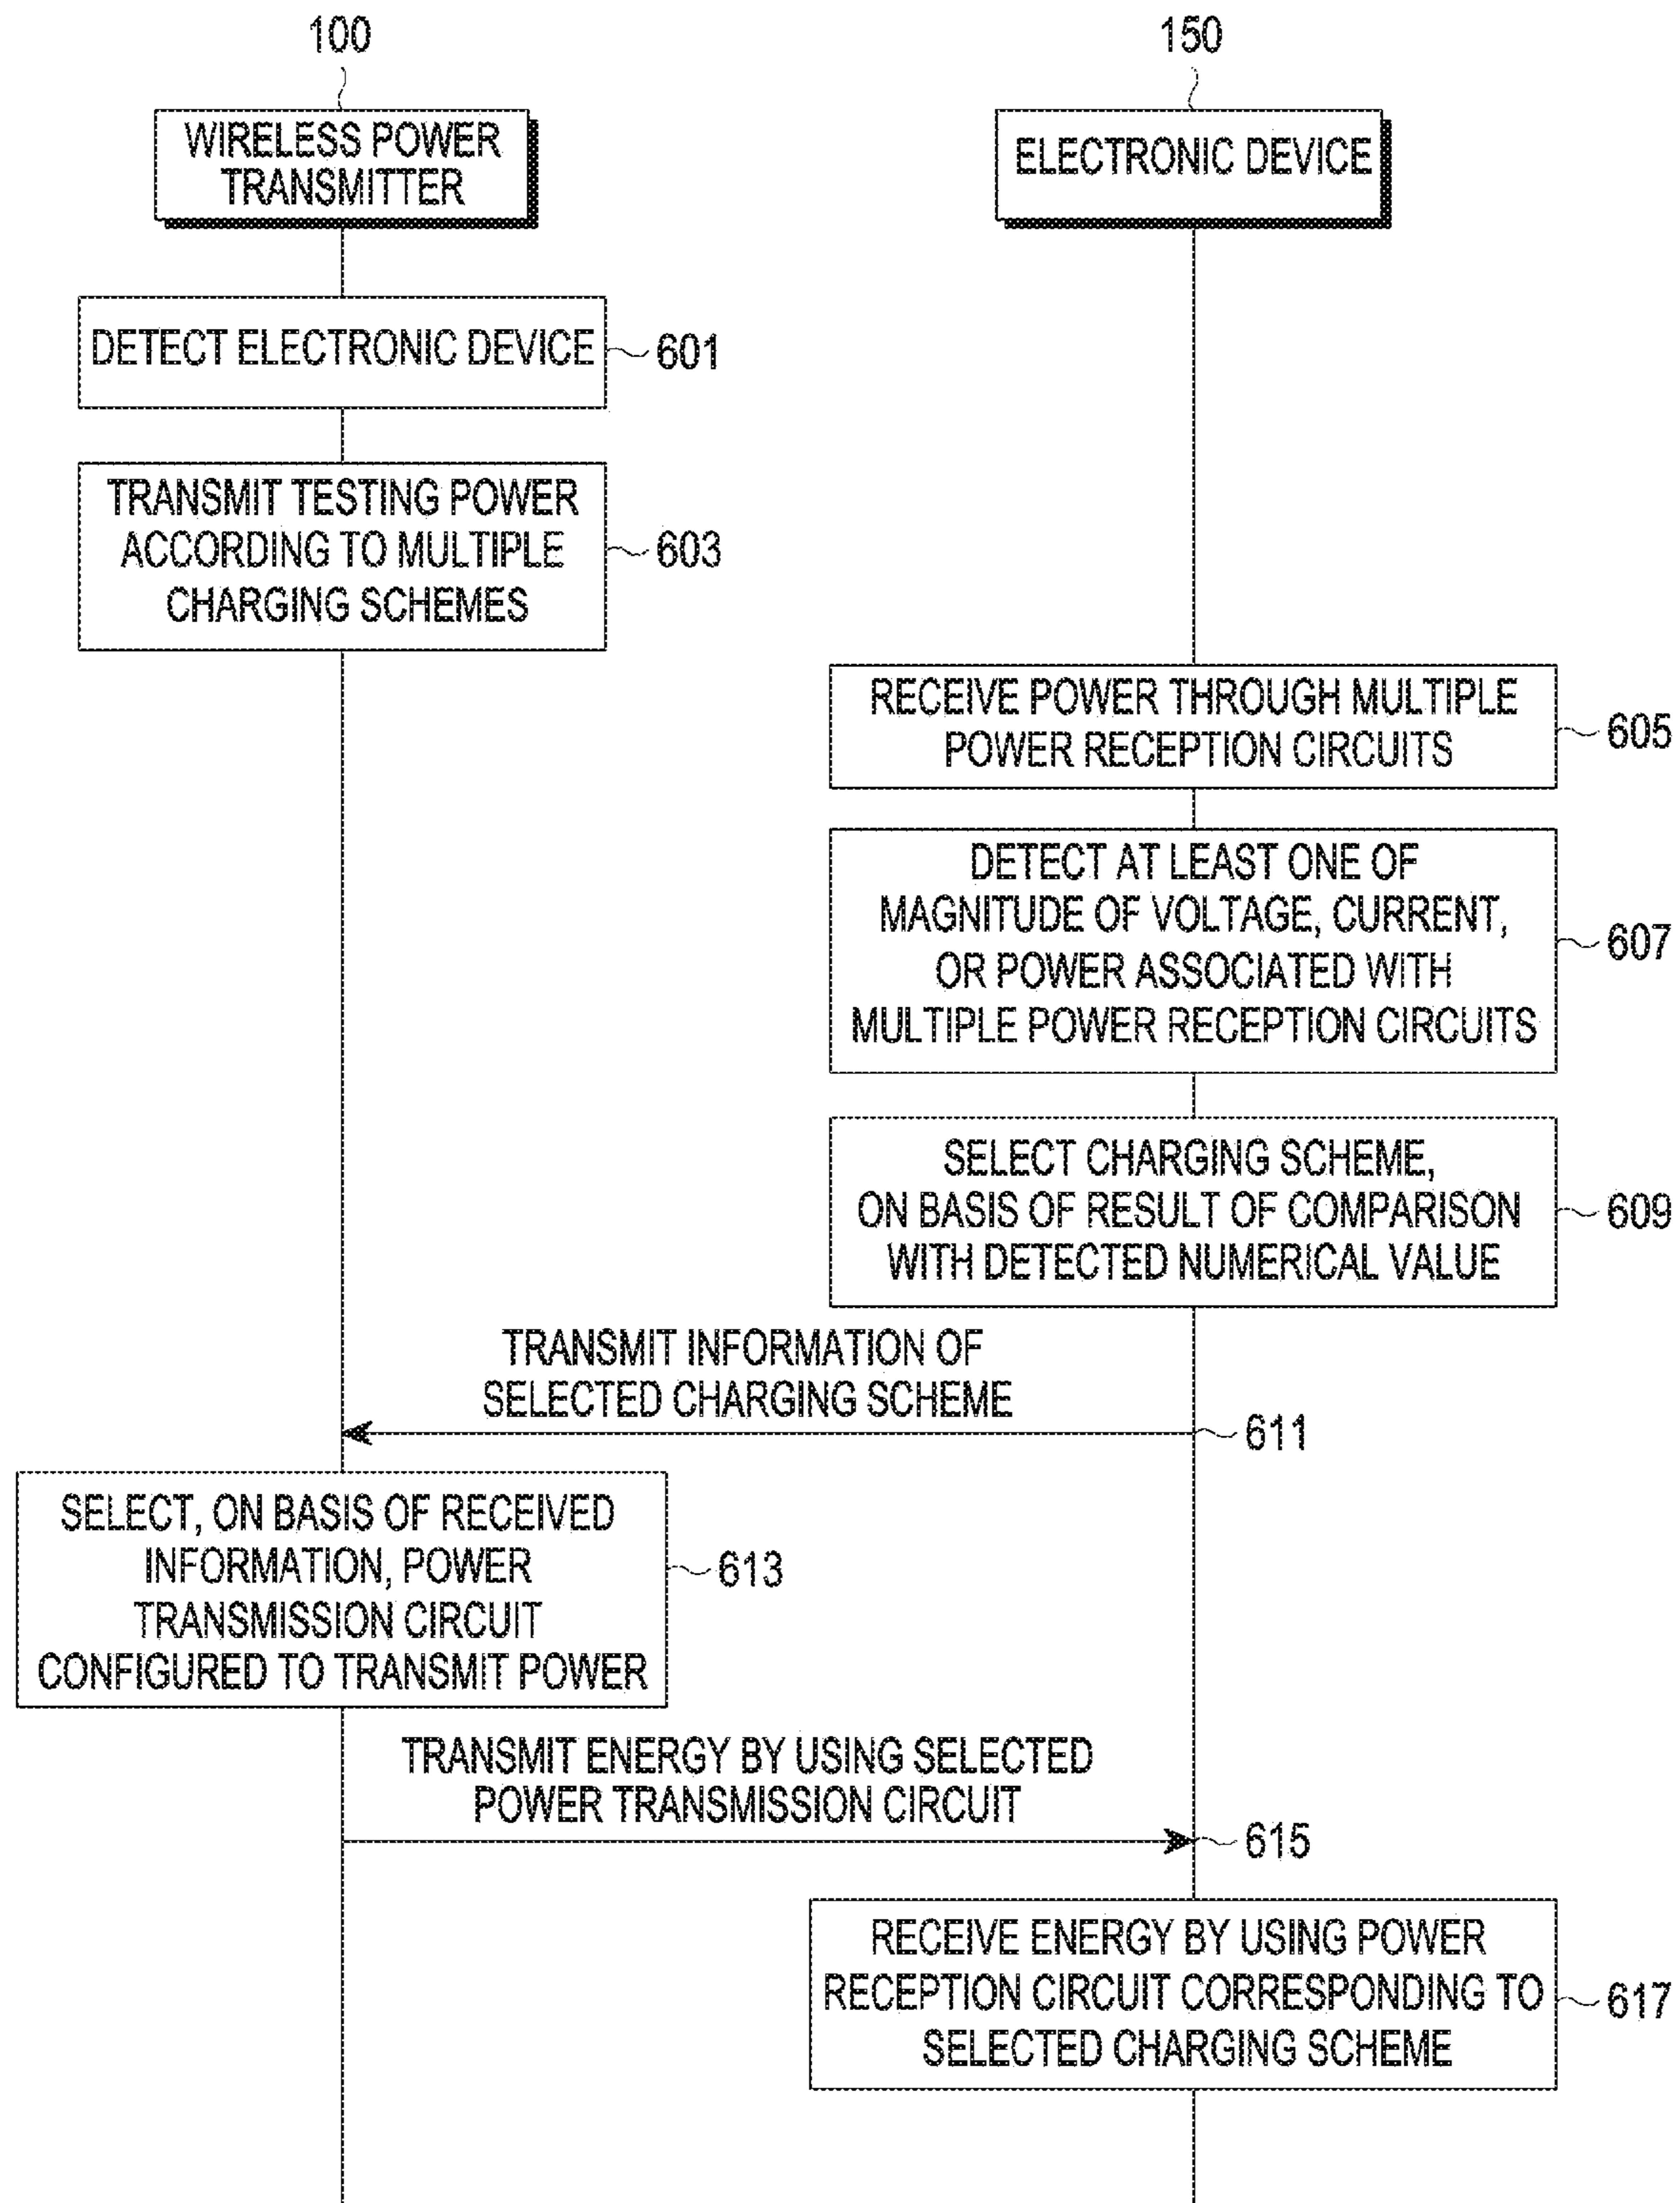 100
150
WIRELESS POWER
TRANSMITTER
ELECTRONIC DEVICE
DETECT ELECTRONIC DEVICE
601
TRANSMIT TESTING POWER
ACCORDING TO MULTIPLE
CHARGING SCHEMES
603
RECEIVE POWER THROUGH MULTIPLE
POWER RECEPTION CIRCUITS
605
DETECT AT LEAST ONE OF
MAGNITUDE OF VOLTAGE, CURRENT,
OR POWER ASSOCIATED WITH
MULTIPLE POWER RECEPTION CIRCUITS
607
SELECT CHARGING SCHEME,
ON BASIS OF RESULT OF COMPARISON
WITH DETECTED NUMERICAL VALUE
609
TRANSMIT INFORMATION OF
SELECTED CHARGING SCHEME
611
SELECT, ON BASIS OF RECEIVED
INFORMATION, POWER
TRANSMISSION CIRCUIT
CONFIGURED TO TRANSMIT POWER
613
TRANSMIT ENERGY BY USING SELECTED
POWER TRANSMISSION CIRCUIT
615
RECEIVE ENERGY BY USING POWER
RECEPTION CIRCUIT CORRESPONDING TO
SELECTED CHARGING SCHEME
617